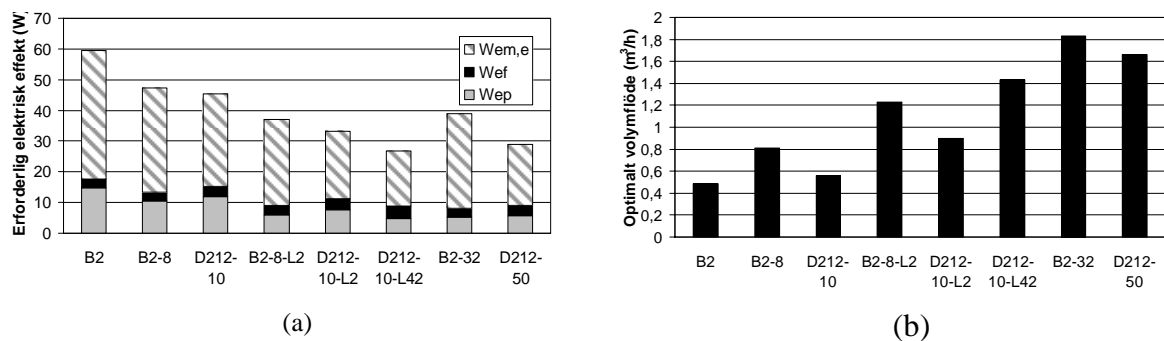 Erforderlig elektrisk effekt (W)
70
60
50
40
30
20
10
0
Wem,e
Wef
Wep
B2 B2-8 D212-10 B2-8-L2 D212-10-L2 D212-10-L42 B2-32 D212-50
(a)
Optimalt volymflöde (m³/h)
2
1,8
1,6
1,4
1,2
1
0,8
0,6
0,4
0,2
0
B2 B2-8 D212-10 B2-8-L2 D212-10-L2 D212-10-L42 B2-32 D212-50
(b)